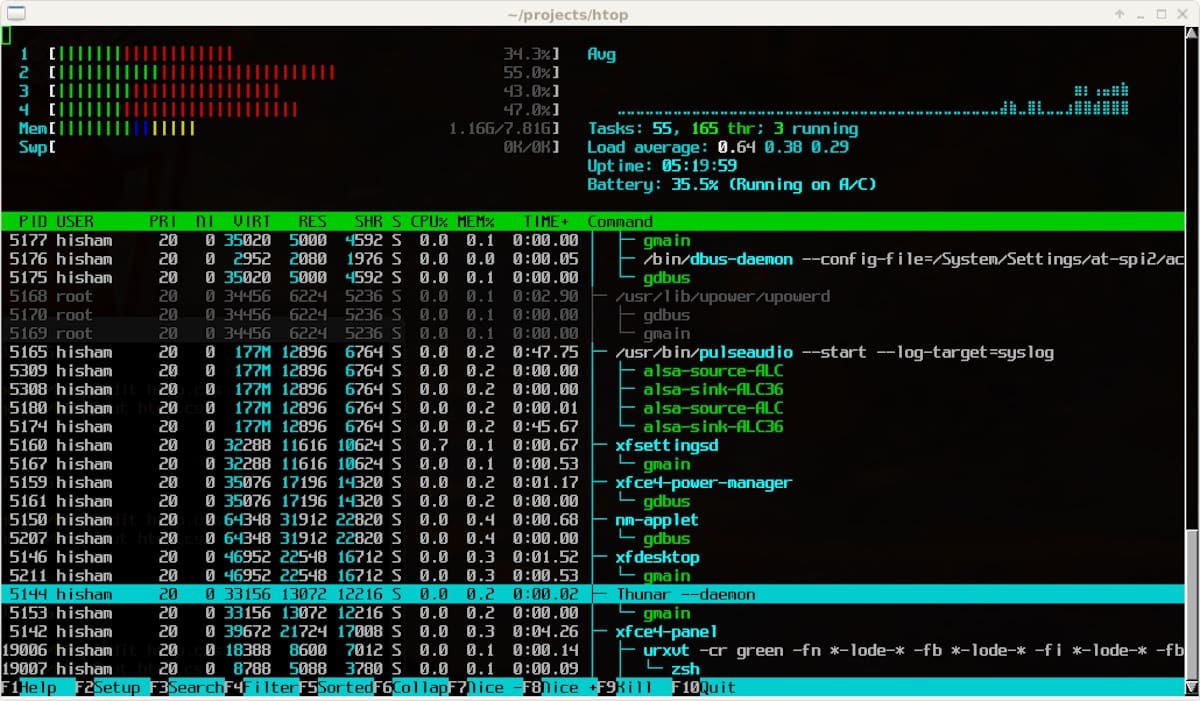 ~/projects/htop
1 [|||||||||||||||||||| 34.3%] Avg
2 [|||||||||||||||||||||||||||||||| 55.0%]
3 [||||||||||||||||||||||||| 43.0%]
4 [||||||||||||||||||||||||||| 47.0%]
Mem[|||||||||||||||| 1.16G/7.81G] Tasks: 55, 165 thr; 3 running
Swp[ 0K/0K] Load average: 0.64 0.38 0.29
Uptime: 05:19:59
Battery: 35.5% (Running on A/C)
PID USER PRI NI VIRT RES SHR S CPU% MEM% TIME+ Command
5177 hisham 20 0 35020 5000 4592 S 0.0 0.1 0:00.00 │ ├─ gmain
5176 hisham 20 0 2952 2080 1976 S 0.0 0.0 0:00.05 │ ├─ /bin/dbus-daemon --config-file=/System/Settings/at-spi2/ac
5175 hisham 20 0 35020 5000 4592 S 0.0 0.1 0:00.00 │ └─ gdbus
5168 root 20 0 34456 6224 5236 S 0.0 0.1 0:02.90 ├─ /usr/lib/upower/upowerd
5170 root 20 0 34456 6224 5236 S 0.0 0.1 0:00.00 │ ├─ gdbus
5169 root 20 0 34456 6224 5236 S 0.0 0.1 0:00.00 │ └─ gmain
5165 hisham 20 0 177M 12896 6764 S 0.0 0.2 0:47.75 ├─ /usr/bin/pulseaudio --start --log-target=syslog
5309 hisham 20 0 177M 12896 6764 S 0.0 0.2 0:00.00 │ ├─ alsa-source-ALC
5308 hisham 20 0 177M 12896 6764 S 0.0 0.2 0:00.00 │ ├─ alsa-sink-ALC36
5180 hisham 20 0 177M 12896 6764 S 0.0 0.2 0:00.01 │ ├─ alsa-source-ALC
5174 hisham 20 0 177M 12896 6764 S 0.0 0.2 0:45.67 │ └─ alsa-sink-ALC36
5160 hisham 20 0 32288 11616 10624 S 0.7 0.1 0:00.67 ├─ xfsettingsd
5167 hisham 20 0 32288 11616 10624 S 0.0 0.1 0:00.53 │ └─ gmain
5159 hisham 20 0 35076 17196 14320 S 0.0 0.2 0:01.17 ├─ xfce4-power-manager
5161 hisham 20 0 35076 17196 14320 S 0.0 0.2 0:00.00 │ └─ gdbus
5150 hisham 20 0 64348 31912 22820 S 0.0 0.4 0:00.68 ├─ nm-applet
5207 hisham 20 0 64348 31912 22820 S 0.0 0.4 0:00.00 │ └─ gdbus
5146 hisham 20 0 46952 22548 16712 S 0.0 0.3 0:01.52 ├─ xfdesktop
5211 hisham 20 0 46952 22548 16712 S 0.0 0.3 0:00.53 │ └─ gmain
5144 hisham 20 0 33156 13072 12216 S 0.0 0.2 0:00.02 ├─ Thunar --daemon
5153 hisham 20 0 33156 13072 12216 S 0.0 0.2 0:00.00 │ └─ gmain
5142 hisham 20 0 39672 21724 17008 S 0.0 0.3 0:04.26 ├─ xfce4-panel
19006 hisham 20 0 18388 8600 7012 S 0.0 0.1 0:00.14 │ ├─ urxvt -cr green -fn *-lode-* -fb *-lode-* -fi *-lode-* -fb
19007 hisham 20 0 8788 5088 3780 S 0.0 0.1 0:00.09 │ │ └─ zsh
F1Help F2Setup F3SearchF4FilterF5SortedF6CollapF7Nice -F8Nice +F9Kill F10Quit